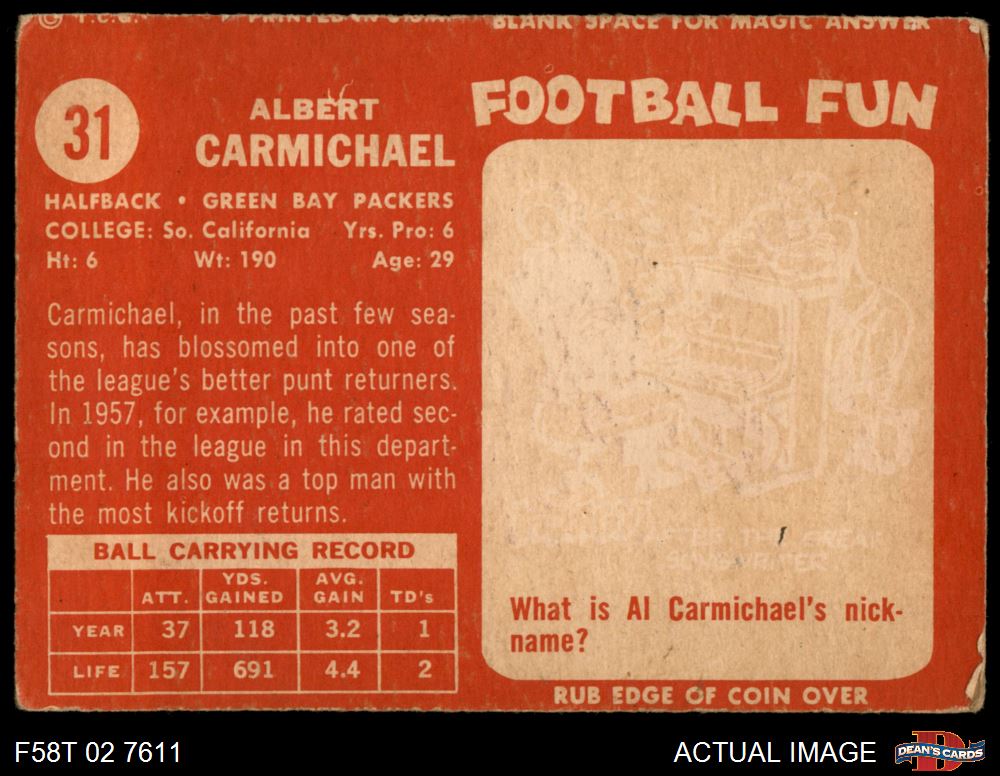 BLANK SPACE FOR MAGIC ANSWER
31
ALBERT
CARMICHAEL
HALFBACK • GREEN BAY PACKERS
COLLEGE: So. California Yrs. Pro: 6
Ht: 6 Wt: 190 Age: 29
Carmichael, in the past few sea-
sons, has blossomed into one of
the league's better punt returners.
In 1957, for example, he rated sec-
ond in the league in this depart-
ment. He also was a top man with
the most kickoff returns.
BALL CARRYING RECORD
ATT. YDS. GAINED AVG. GAIN TD's
YEAR 37 118 3.2 1
LIFE 157 691 4.4 2
FOOTBALL FUN
What is Al Carmichael's nick-
name?
RUB EDGE OF COIN OVER
F58T 02 7611
ACTUAL IMAGE
DEAN'S CARDS